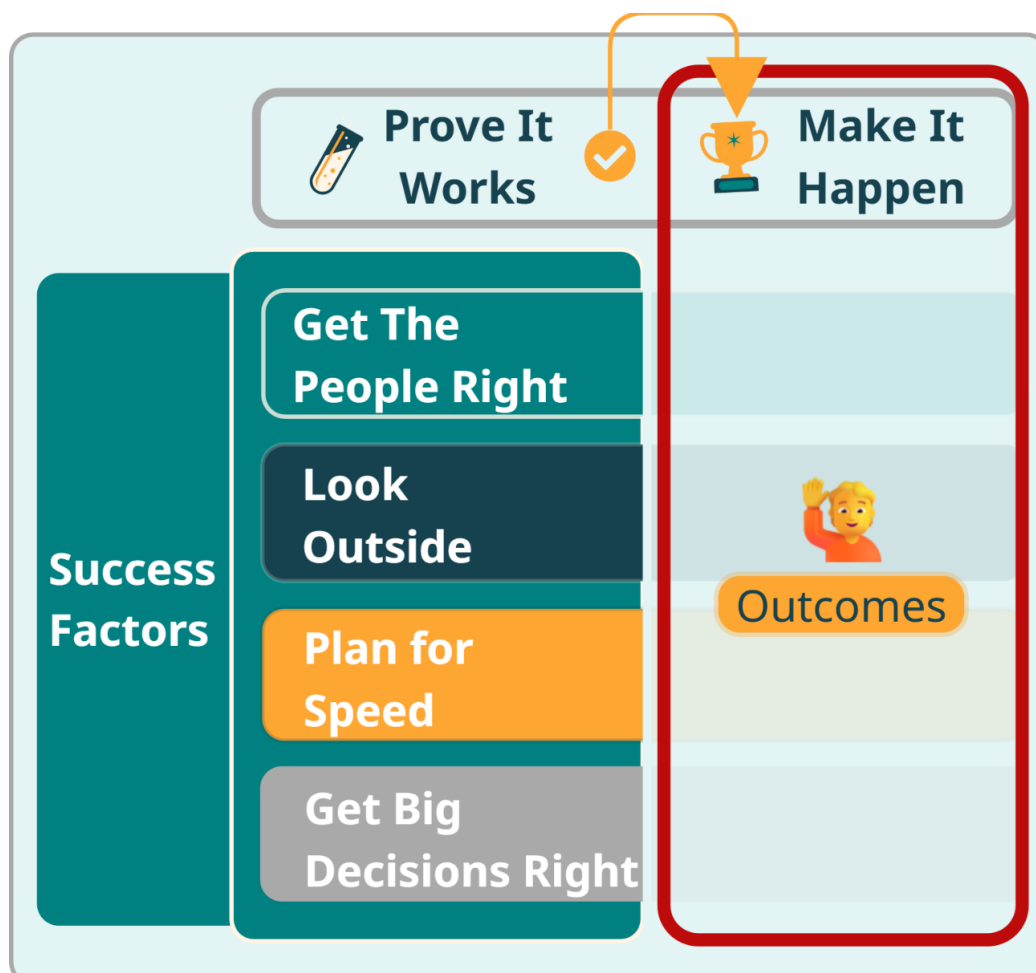 Prove It
Works
Make It
Happen
Success
Factors
Get The
People Right
Look
Outside
Plan for
Speed
Get Big
Decisions Right
Outcomes